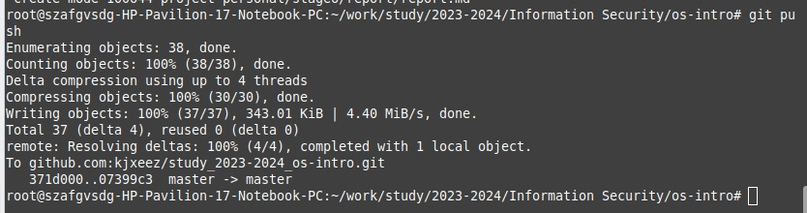 root@szafgvsdg-HP-Pavilion-17-Notebook-PC:~/work/study/2023-2024/Information Security/os-intro# git pu
sh
Enumerating objects: 38, done.
Counting objects: 100% (38/38), done.
Delta compression using up to 4 threads
Compressing objects: 100% (30/30), done.
Writing objects: 100% (37/37), 343.01 KiB | 4.40 MiB/s, done.
Total 37 (delta 4), reused 0 (delta 0)
remote: Resolving deltas: 100% (4/4), completed with 1 local object.
To github.com:kjxeez/study_2023-2024_os-intro.git
   371d000..07399c3  master -> master
root@szafgvsdg-HP-Pavilion-17-Notebook-PC:~/work/study/2023-2024/Information Security/os-intro#